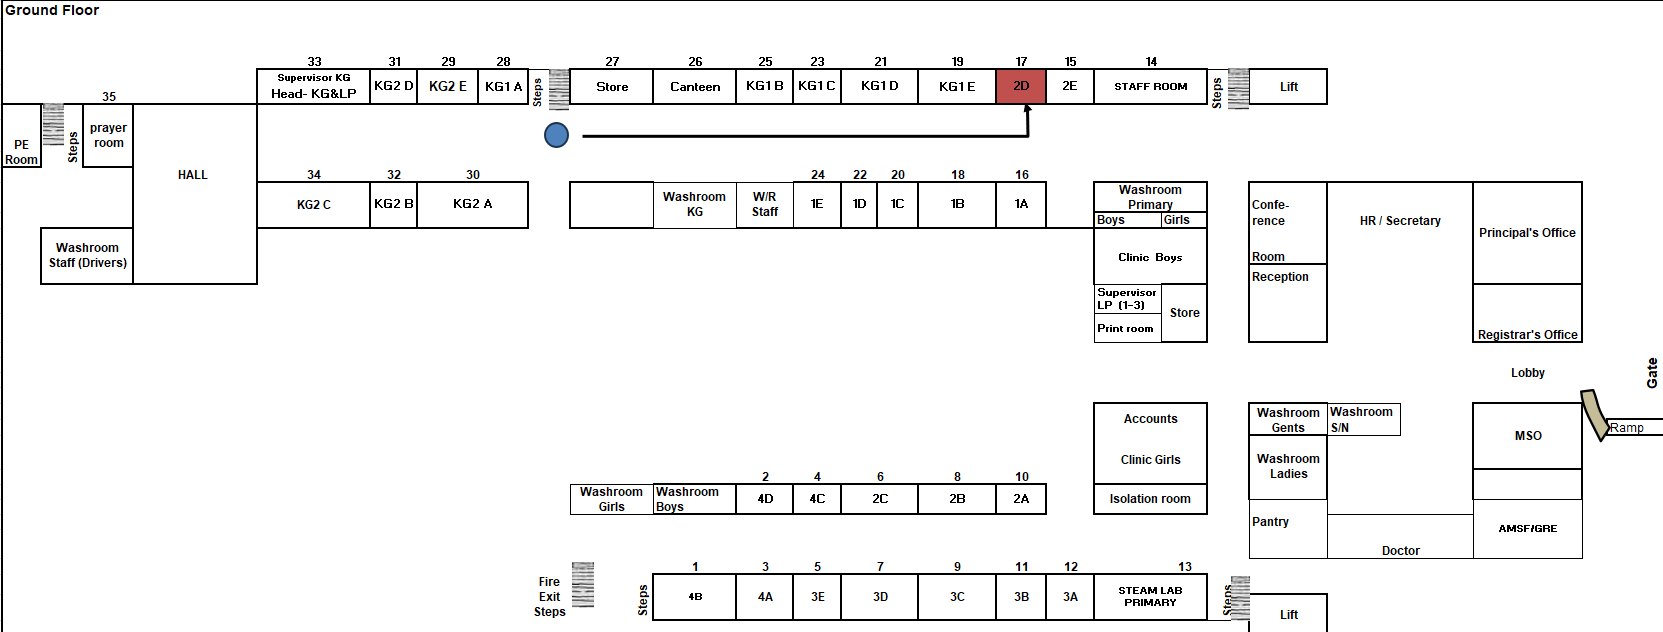 Ground Floor
33 31 29 28 27 26 25 23 21 19 17 15 14
Supervisor KG
Head- KG&LP
KG2 D
KG2 E
KG1 A
Steps
Store
Canteen
KG1 B
KG1 C
KG1 D
KG1 E
2D
2E
STAFF ROOM
Steps
Lift
35
PE
Room
Steps
prayer
room
HALL
34 32 30 24 22 20 18 16
KG2 C
KG2 B
KG2 A
Washroom
KG
W/R
Staff
1E
1D
1C
1B
1A
Washroom
Primary
Boys
Girls
Confe-
rence
Room
HR / Secretary
Principal's Office
Washroom
Staff (Drivers)
Clinic Boys
Reception
Supervisor
LP (1-3)
Store
Print room
Registrar's Office
Lobby
Gate
Ramp
Accounts
Clinic Girls
Isolation room
Washroom
Gents
Washroom
S/N
MSO
Washroom
Ladies
Pantry
Doctor
AMSF/GRE
2 4 6 8 10
Washroom
Girls
Washroom
Boys
4D
4C
2C
2B
2A
1 3 5 7 9 11 12 13
Fire
Exit
Steps
Steps
4B
4A
3E
3D
3C
3B
3A
STEAM LAB
PRIMARY
Steps
Lift